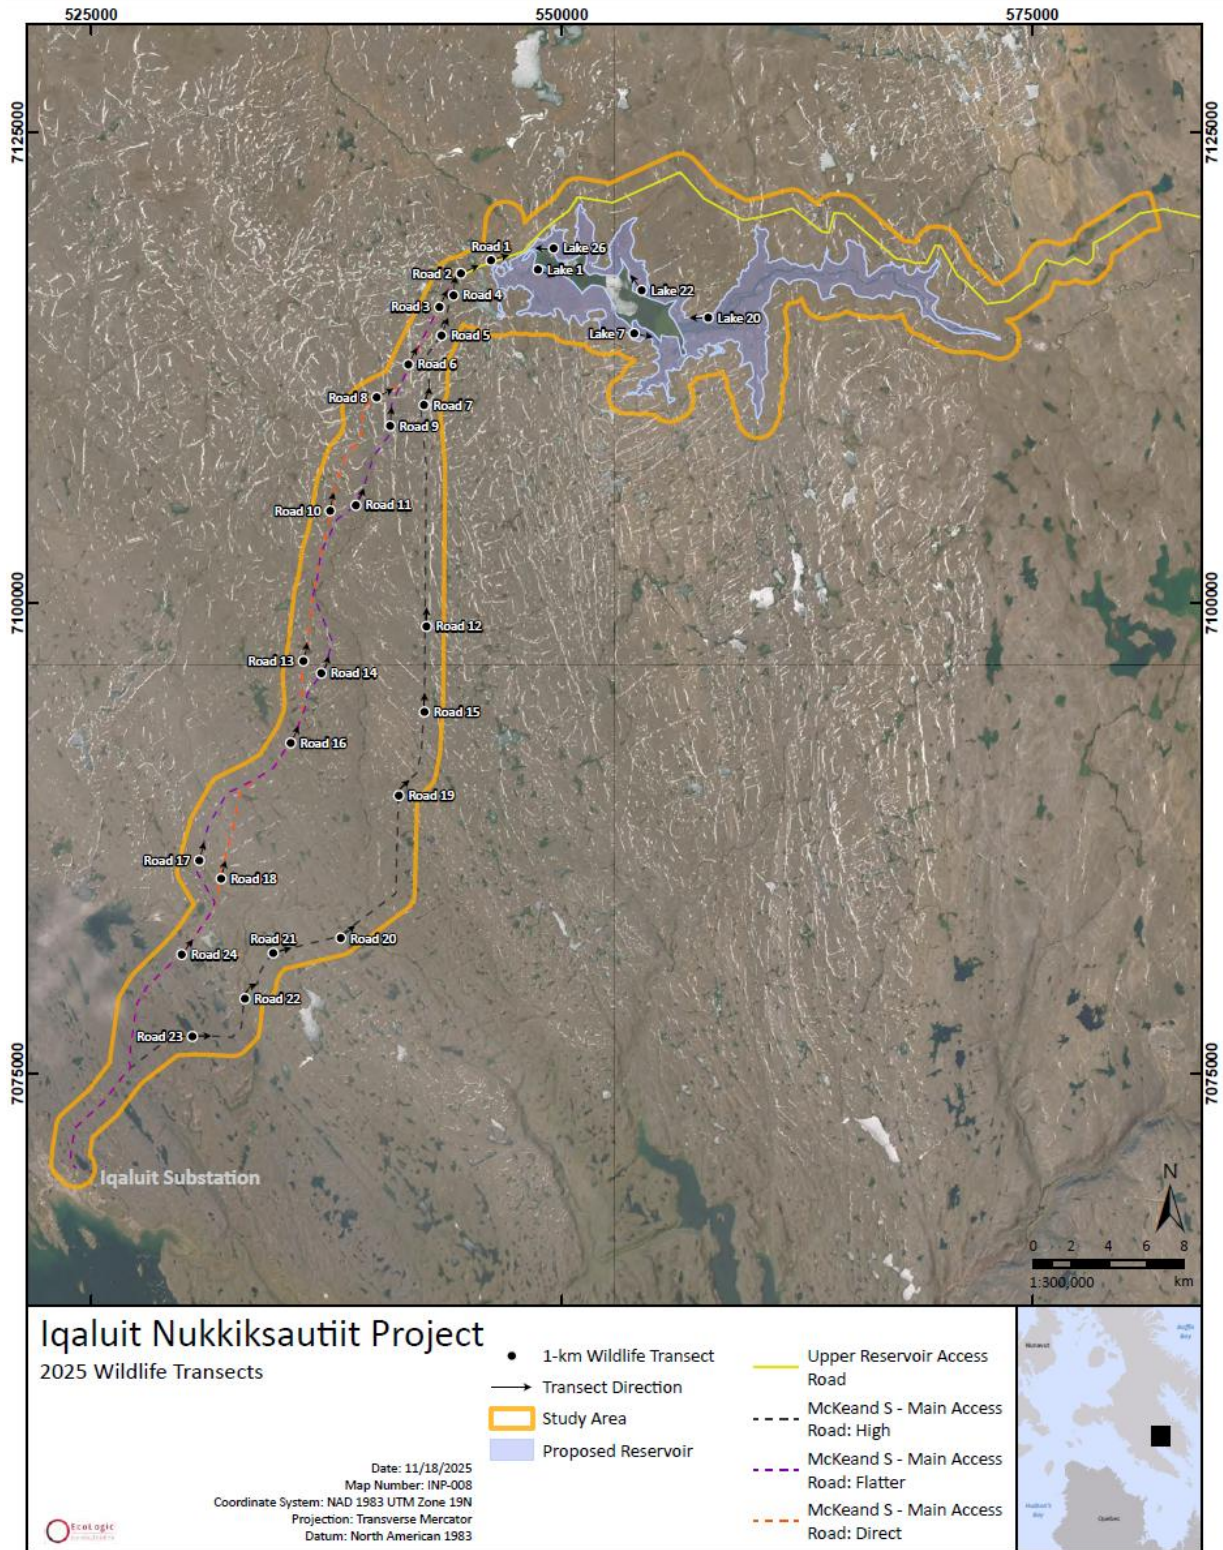 525000
550000
575000
7125000
7125000
Road 1
Lake 26
Road 2
Lake 1
Road 4
Lake 22
Road 3
Lake 20
Road 5
Lake 7
Road 6
Road 8
Road 7
Road 9
Road 11
Road 10
7100000
7100000
Road 12
Road 13
Road 14
Road 15
Road 16
Road 19
Road 17
Road 18
Road 21
Road 20
Road 24
Road 22
Road 23
7075000
7075000
Iqaluit Substation
N
0 2 4 6 8
1:300,000 km
Iqaluit Nukkiksautiit Project
2025 Wildlife Transects
1-km Wildlife Transect
Transect Direction
Study Area
Proposed Reservoir
Upper Reservoir Access
Road
McKeand S - Main Access
Road: High
McKeand S - Main Access
Road: Flatter
McKeand S - Main Access
Road: Direct
Date: 11/18/2025
Map Number: INP-008
Coordinate System: NAD 1983 UTM Zone 19N
Projection: Transverse Mercator
Datum: North American 1983
EcoLogic
Nunavut
Baffin
Bay
Hudson's
Bay
Quebec